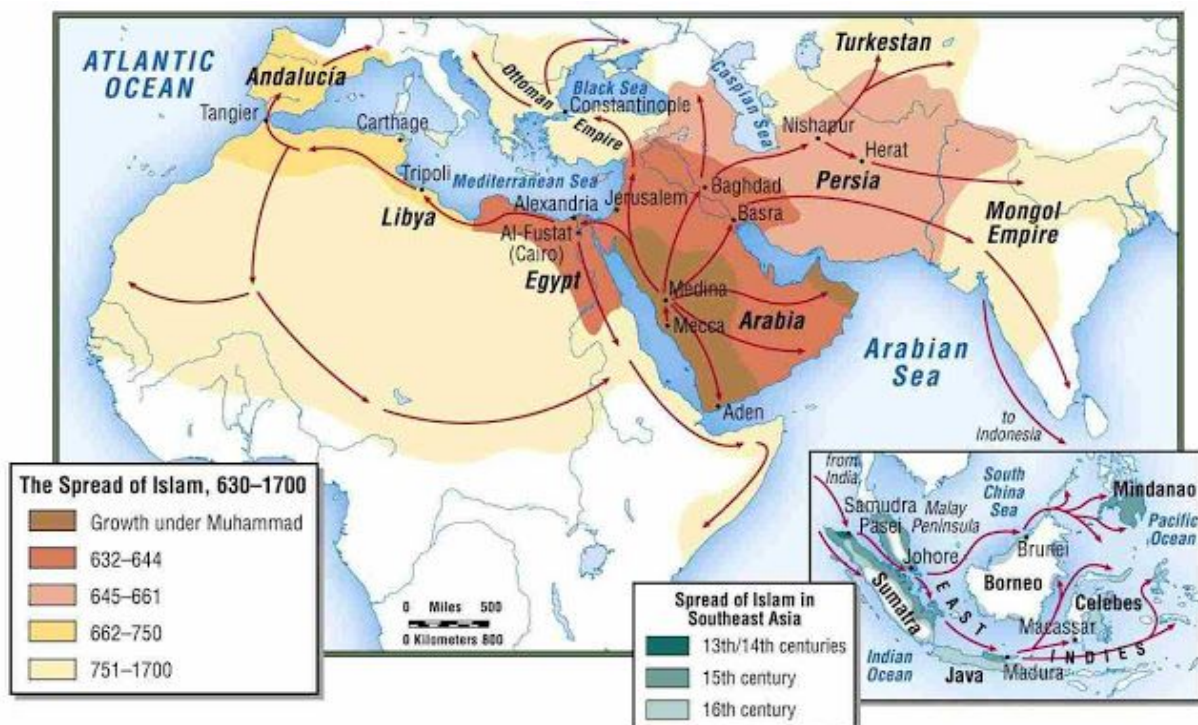 ATLANTIC
OCEAN
Andalucía
Tangier
Carthage
Tripoli
Mediterranean Sea
Libya
Alexandria
Al-Fustat
(Cairo)
Egypt
Ottoman
Empire
Black Sea
Constantinople
Caspian Sea
Turkestan
Nishapur
Herat
Persia
Jerusalem
Baghdad
Basra
Mongol
Empire
Medina
Mecca
Arabia
Aden
Arabian
Sea
to
Indonesia
The Spread of Islam, 630–1700
Growth under Muhammad
632–644
645–661
662–750
751–1700
0 Miles 500
0 Kilometers 800
Spread of Islam in
Southeast Asia
13th/14th centuries
15th century
16th century
from
India
Samudra
Pasei
Malay
Peninsula
South
China
Sea
Mindanao
Pacific
Ocean
Johore
Brunei
Borneo
Sumatra
EAST
INDIES
Celebes
Macassar
Indian
Ocean
Java
Madura